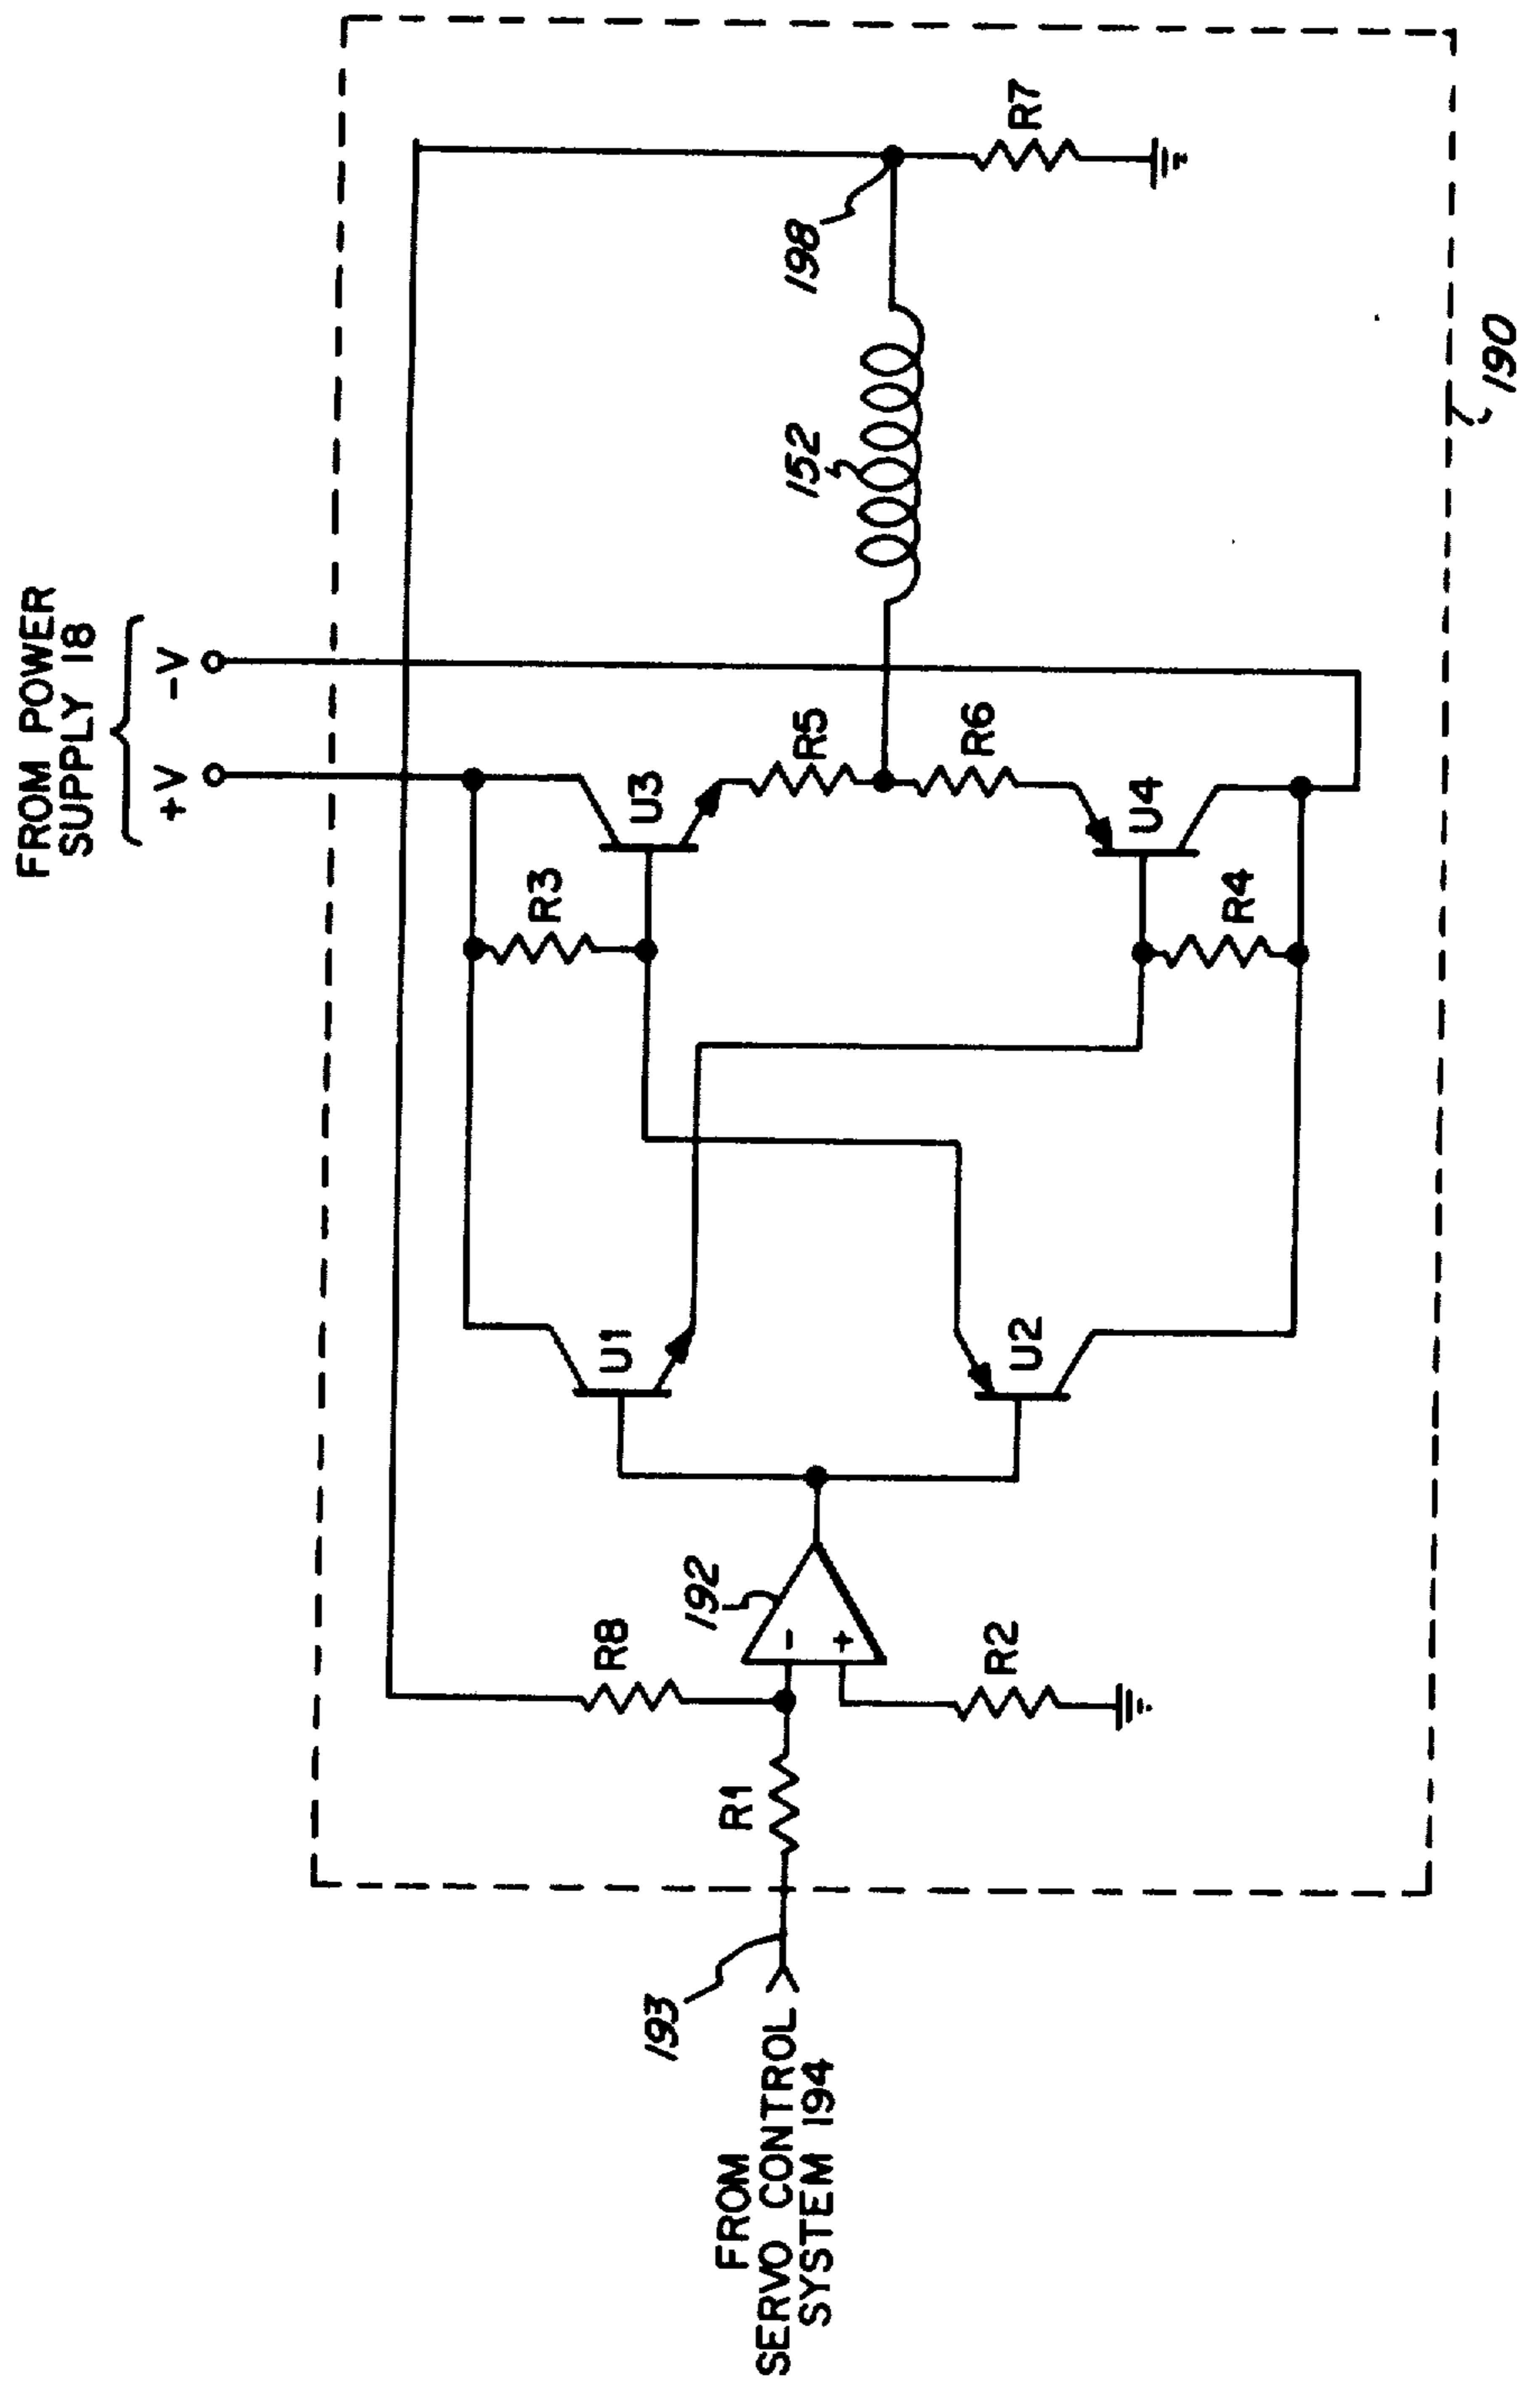 FROM POWER
SUPPLY 18
+V
-V
R3
U3
R5
R6
U4
R4
152
198
R7
U1
U2
R8
192
R1
R2
-
+
193
FROM
SERVO CONTROL
SYSTEM 194
190